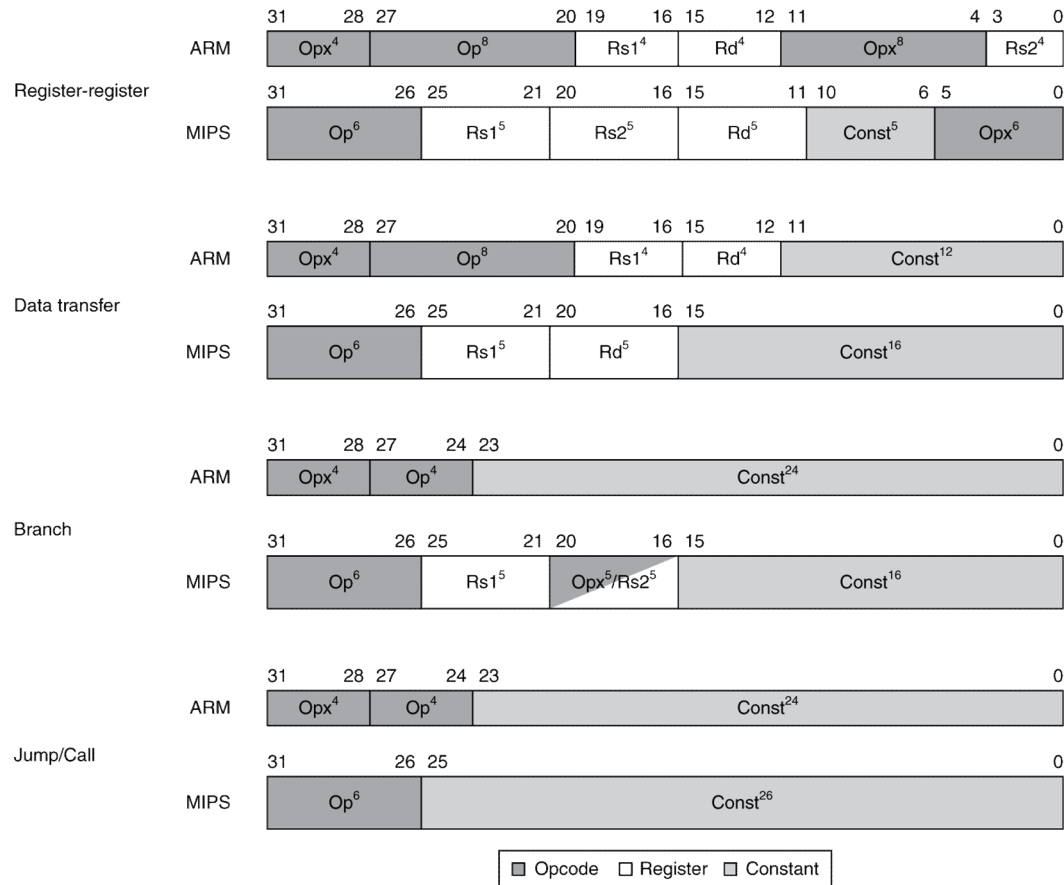 31 28 27 20 19 16 15 12 11 4 3 0
ARM Opx⁴ Op⁸ Rs1⁴ Rd⁴ Opx⁸ Rs2⁴
Register-register
31 26 25 21 20 16 15 11 10 6 5 0
MIPS Op⁶ Rs1⁵ Rs2⁵ Rd⁵ Const⁵ Opx⁶
31 28 27 20 19 16 15 12 11 0
ARM Opx⁴ Op⁸ Rs1⁴ Rd⁴ Const¹²
Data transfer
31 26 25 21 20 16 15 0
MIPS Op⁶ Rs1⁵ Rd⁵ Const¹⁶
31 28 27 24 23 0
ARM Opx⁴ Op⁴ Const²⁴
Branch
31 26 25 21 20 16 15 0
MIPS Op⁶ Rs1⁵ Opx⁵/Rs2⁵ Const¹⁶
31 28 27 24 23 0
ARM Opx⁴ Op⁴ Const²⁴
Jump/Call
31 26 25 0
MIPS Op⁶ Const²⁶
Opcode Register Constant